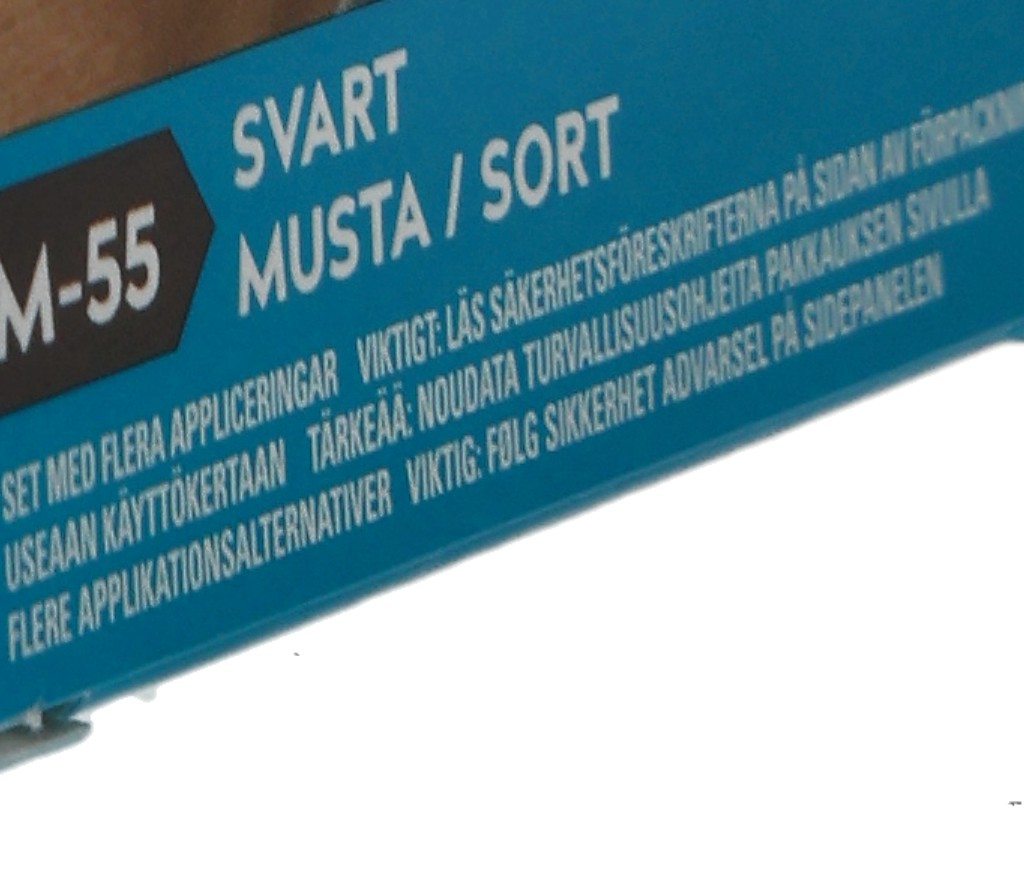 M-55
SVART
MUSTA / SORT
SET MED FLERA APPLICERINGAR VIKTIGT: LÄS SÄKERHETSFÖRESKRIFTERNA PÅ SIDAN AV
USEAAN KÄYTTÖKERTAAN TÄRKEÄÄ: NOUDATA TURVALLISUUSOHJEITA PAKKAUKSEN SIVULLA
FLERE APPLIKATIONSALTERNATIVER VIKTIG: FØLG SIKKERHET ADVARSEL PÅ SIDEPANELEN